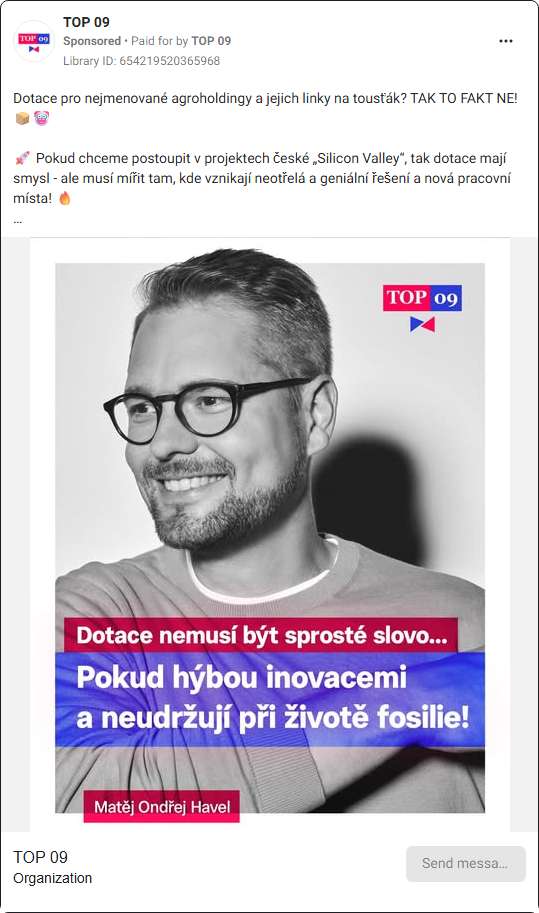 TOP 09
Sponsored • Paid for by TOP 09
Library ID: 654219520365968
Dotace pro nejmenované agroholdingy a jejich linky na tousťák? TAK TO FAKT NE!
📦🤡
🚀 Pokud chceme postoupit v projektech české „Silicon Valley“, tak dotace mají
smysl - ale musí mířit tam, kde vznikají neotřelá a geniální řešení a nová pracovní
místa! 🔥
...
TOP 09
Dotace nemusí být sprosté slovo...
Pokud hýbou inovacemi
a neudržují při životě fosilie!
Matěj Ondřej Havel
TOP 09
Organization
Send messa...